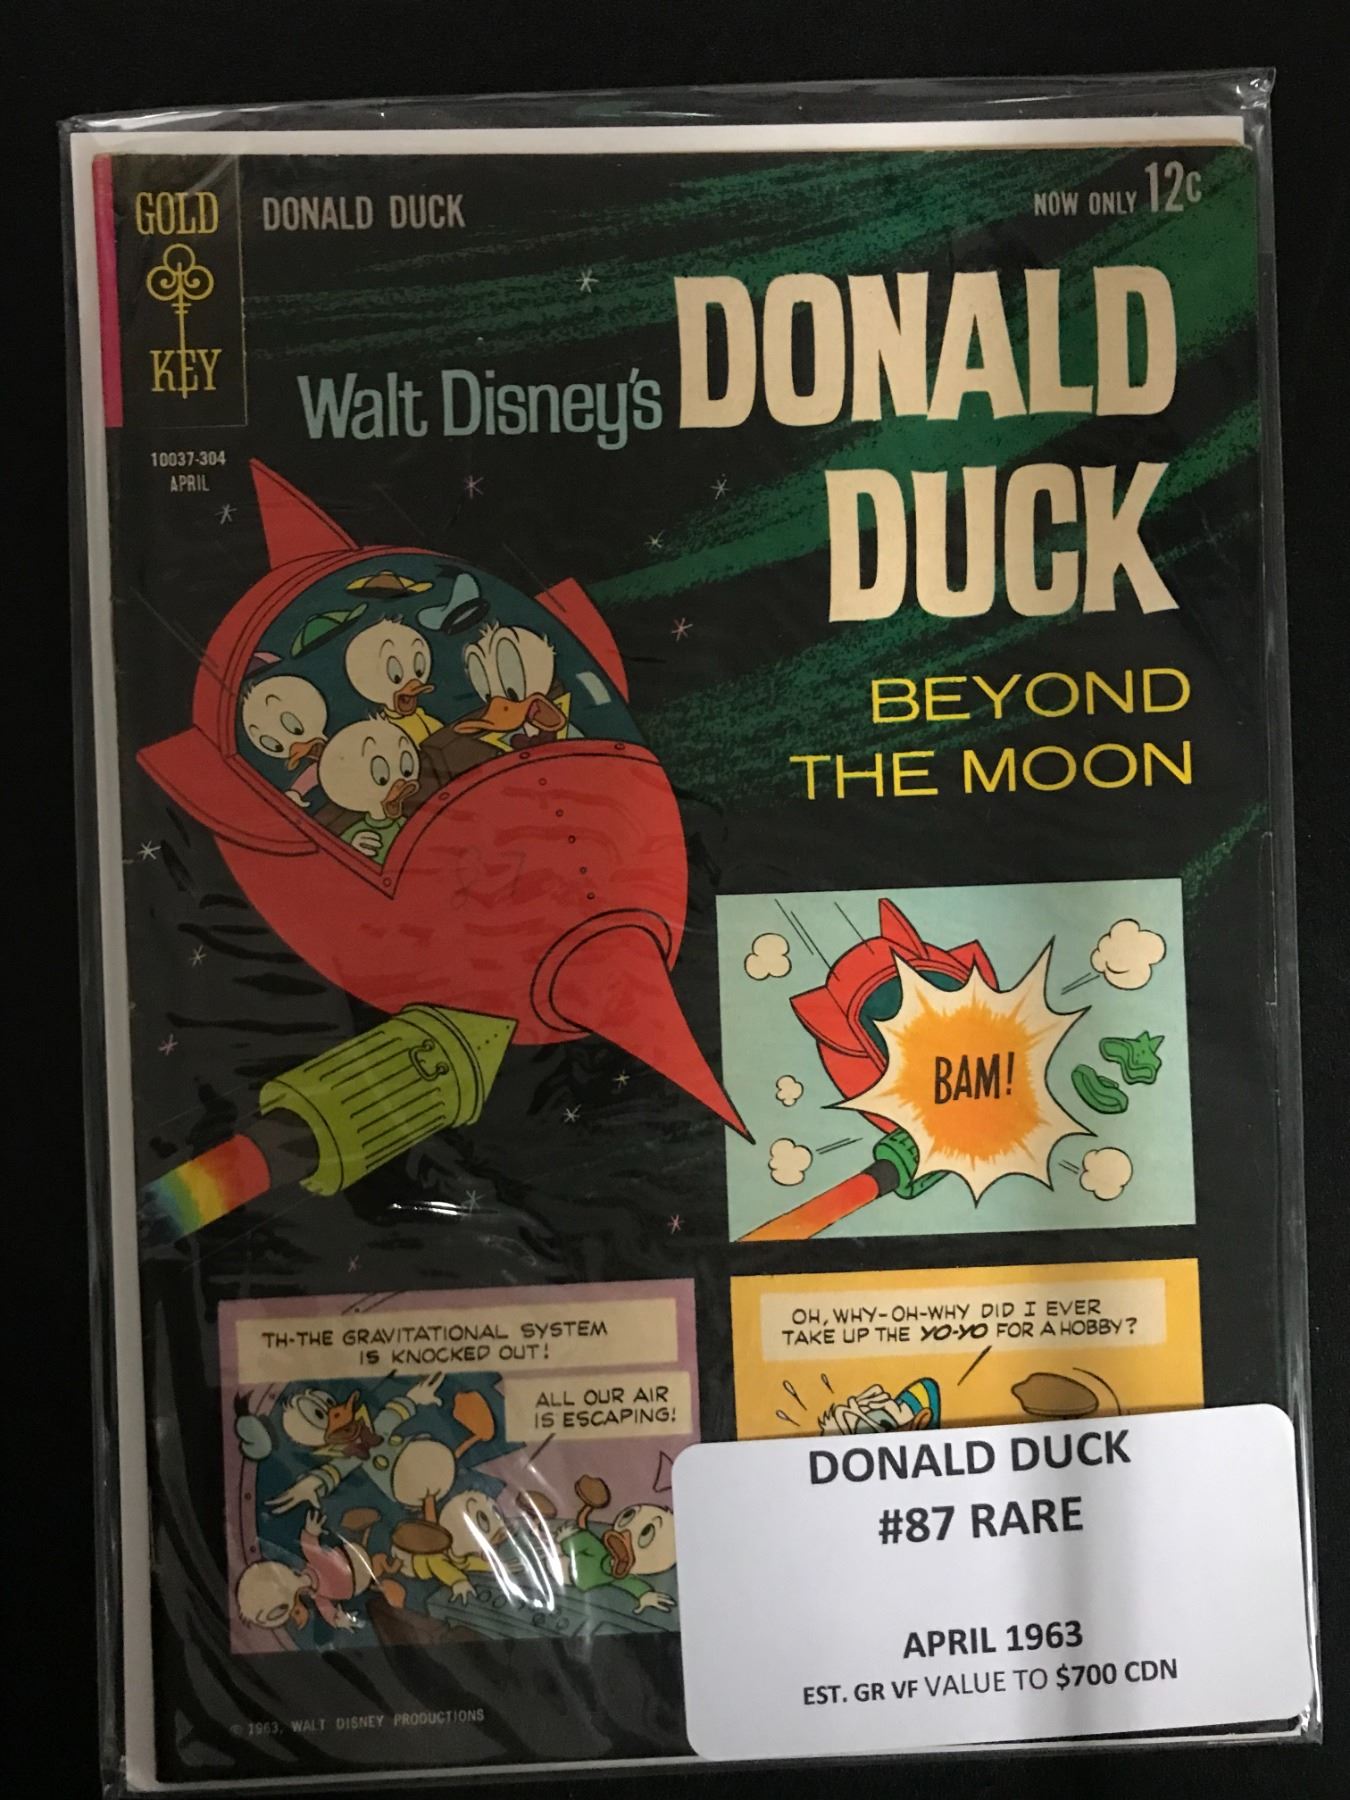 GOLD
KEY
DONALD DUCK
NOW ONLY 12c
Walt Disney's DONALD
DUCK
10037-304
APRIL
BEYOND
THE MOON
BAM!
TH-THE GRAVITATIONAL SYSTEM
IS KNOCKED OUT!
ALL OUR AIR
IS ESCAPING!
OH, WHY-OH-WHY DID I EVER
TAKE UP THE YO-YO FOR A HOBBY?
DONALD DUCK
#87 RARE
APRIL 1963
EST. GR VF VALUE TO $700 CDN
© 1963, WALT DISNEY PRODUCTIONS